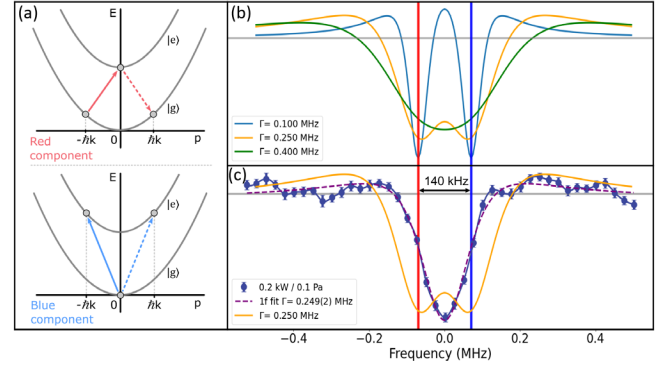 (a)
E
|e⟩
|g⟩
-ℏk
0
ℏk
p
Red
component
E
|e⟩
|g⟩
-ℏk
0
ℏk
p
Blue
component
(b)
Γ= 0.100 MHz
Γ= 0.250 MHz
Γ= 0.400 MHz
(c)
140 kHz
0.2 kW / 0.1 Pa
1f fit Γ= 0.249(2) MHz
Γ= 0.250 MHz
−0.4 −0.2 0.0 0.2 0.4
Frequency (MHz)